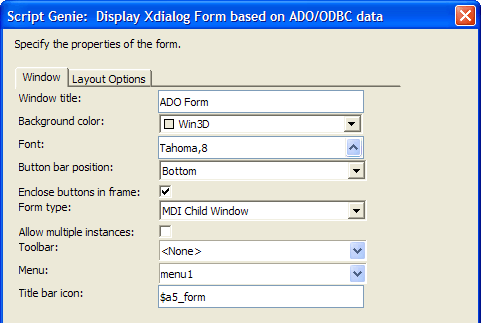 Script Genie:  Display Xdialog Form based on ADO/ODBC data
Specify the properties of the form.
Window Layout Options
Window title: ADO Form
Background color: Win3D
Font: Tahoma,8
Button bar position: Bottom
Enclose buttons in frame:
Form type: MDI Child Window
Allow multiple instances:
Toolbar: <None>
Menu: menu1
Title bar icon: $a5_form